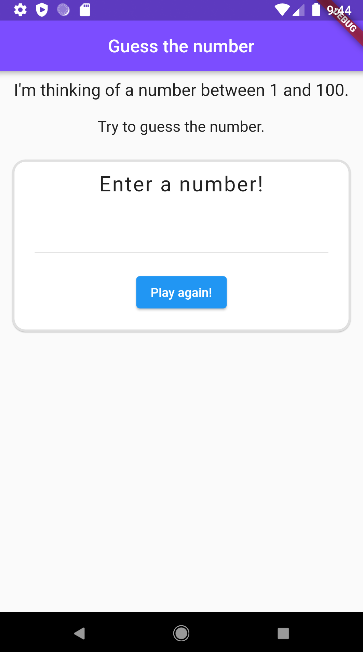 9:44
DEBUG
Guess the number
I'm thinking of a number between 1 and 100.
Try to guess the number.
Enter a number!
Play again!